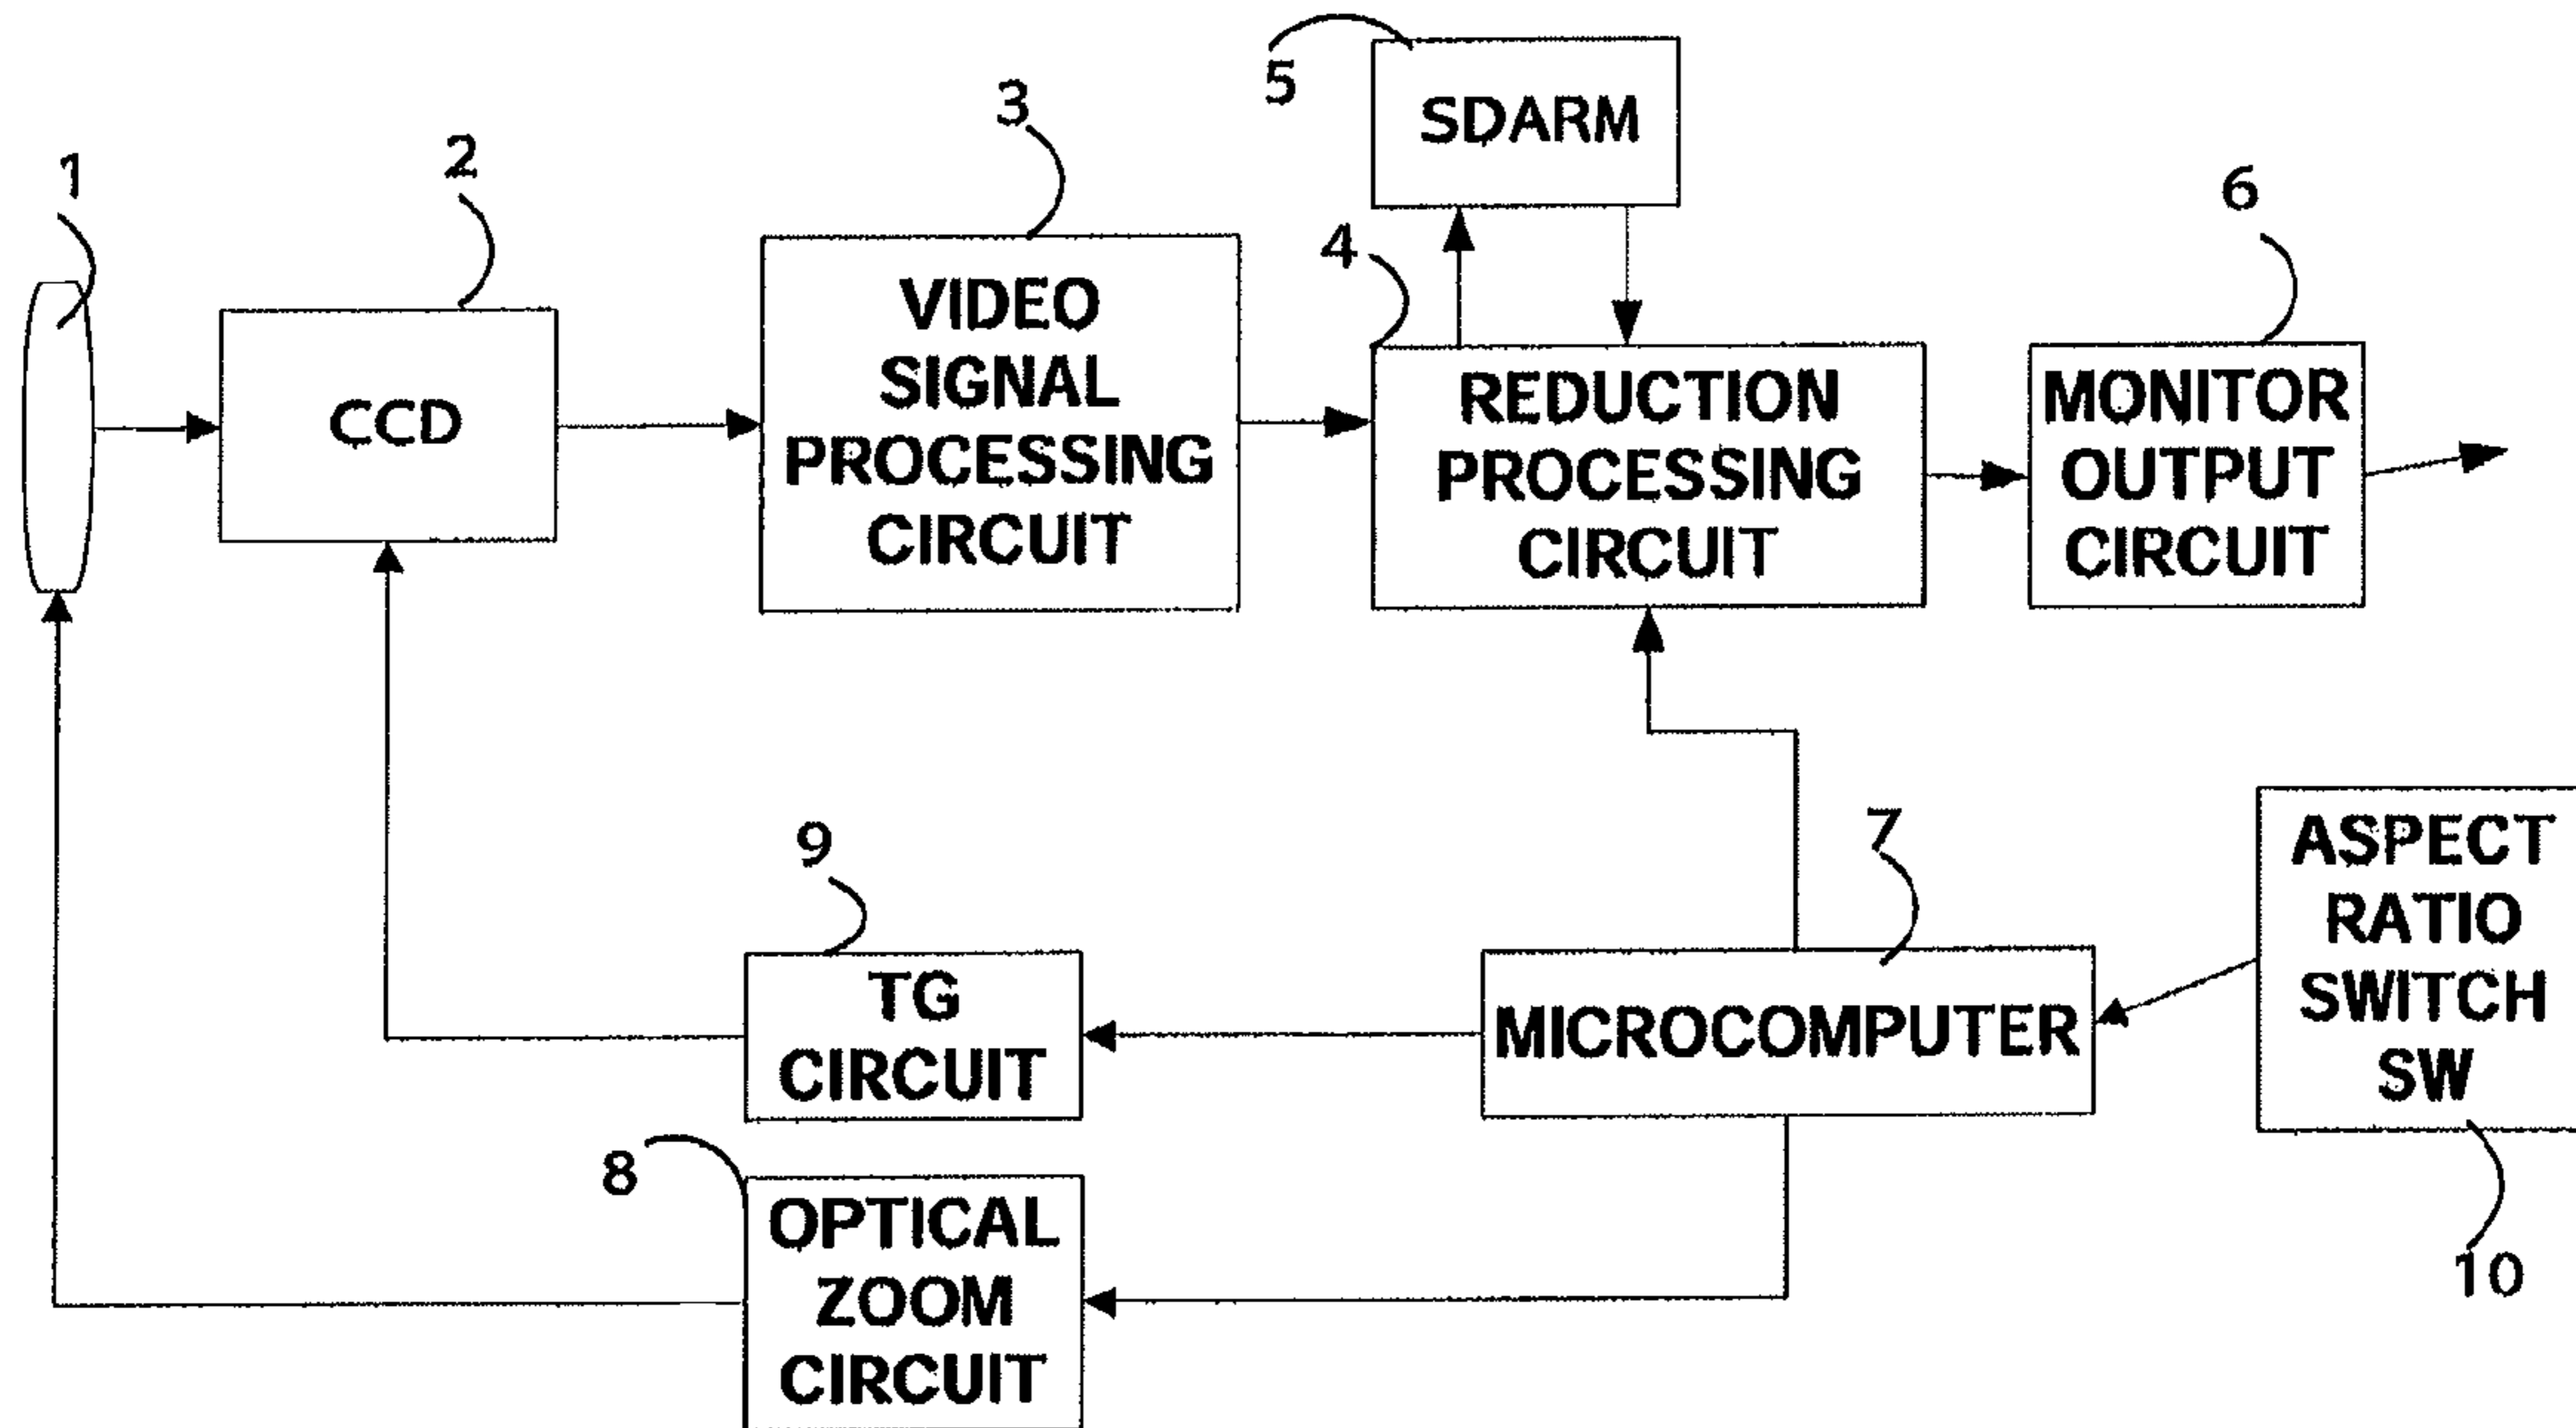 1
2
3
5
SDARM
4
6
CCD
VIDEO
SIGNAL
PROCESSING
CIRCUIT
REDUCTION
PROCESSING
CIRCUIT
MONITOR
OUTPUT
CIRCUIT
9
TG
CIRCUIT
7
MICROCOMPUTER
ASPECT
RATIO
SWITCH
SW
10
8
OPTICAL
ZOOM
CIRCUIT